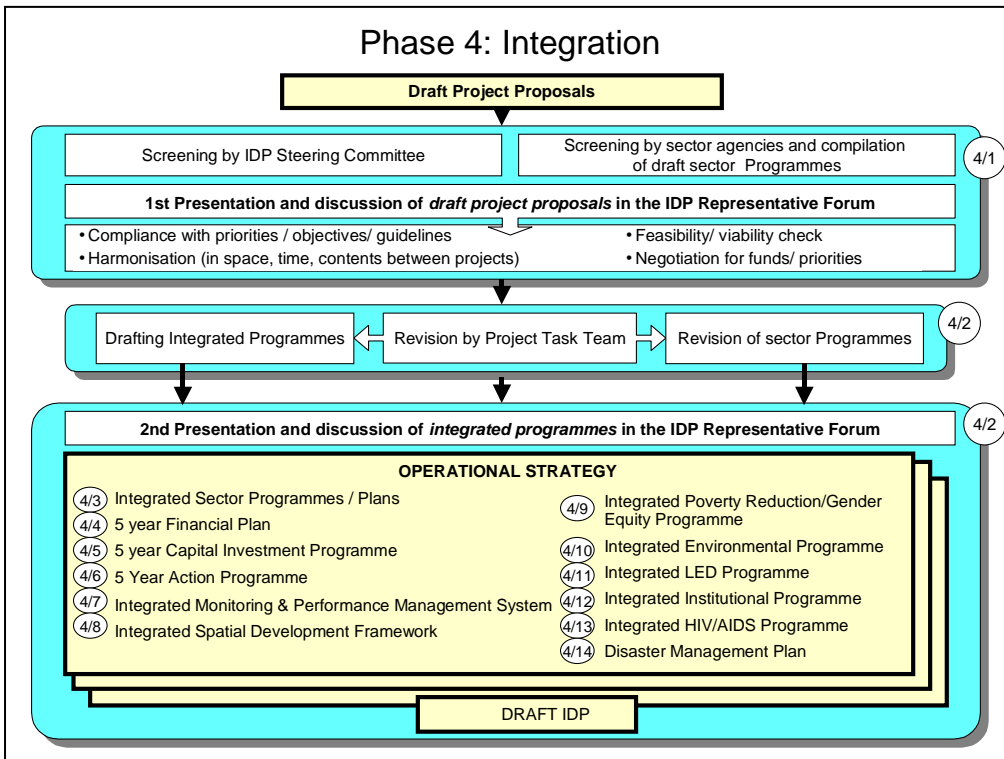 Phase 4: Integration
Draft Project Proposals
Screening by IDP Steering Committee
Screening by sector agencies and compilation
of draft sector Programmes
4/1
1st Presentation and discussion of draft project proposals in the IDP Representative Forum
• Compliance with priorities / objectives/ guidelines
• Harmonisation (in space, time, contents between projects)
• Feasibility/ viability check
• Negotiation for funds/ priorities
4/2
Drafting Integrated Programmes
Revision by Project Task Team
Revision of sector Programmes
4/2
2nd Presentation and discussion of integrated programmes in the IDP Representative Forum
OPERATIONAL STRATEGY
4/3 Integrated Sector Programmes / Plans
4/4 5 year Financial Plan
4/5 5 year Capital Investment Programme
4/6 5 Year Action Programme
4/7 Integrated Monitoring & Performance Management System
4/8 Integrated Spatial Development Framework
4/9 Integrated Poverty Reduction/Gender
Equity Programme
4/10 Integrated Environmental Programme
4/11 Integrated LED Programme
4/12 Integrated Institutional Programme
4/13 Integrated HIV/AIDS Programme
4/14 Disaster Management Plan
DRAFT IDP